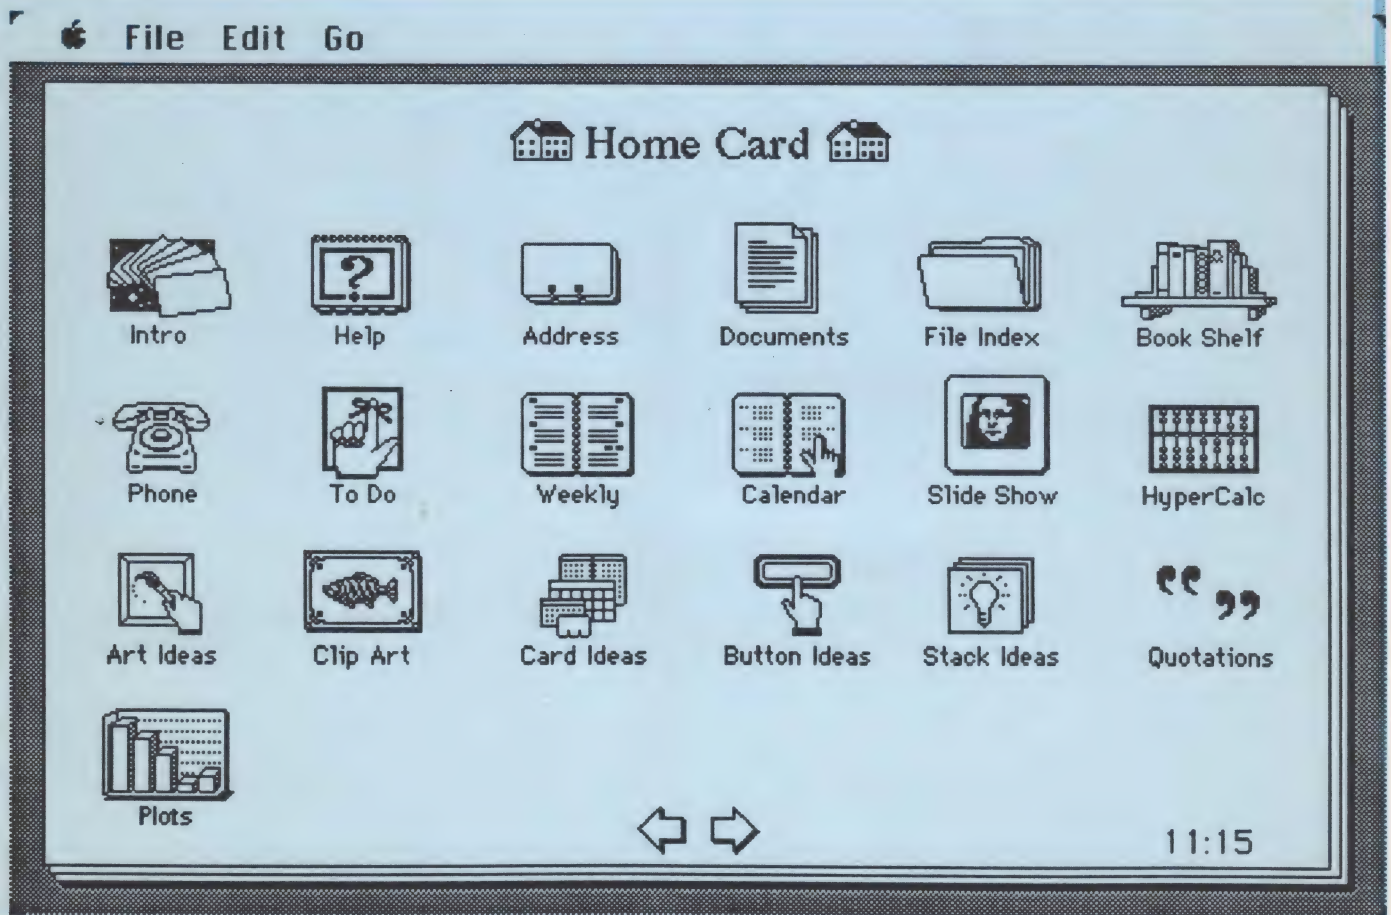 File Edit Go
Home Card
Intro Help Address Documents File Index Book Shelf
?
Phone To Do Weekly Calendar Slide Show HyperCalc
Art Ideas Clip Art Card Ideas Button Ideas Stack Ideas Quotations
Plots
11:15